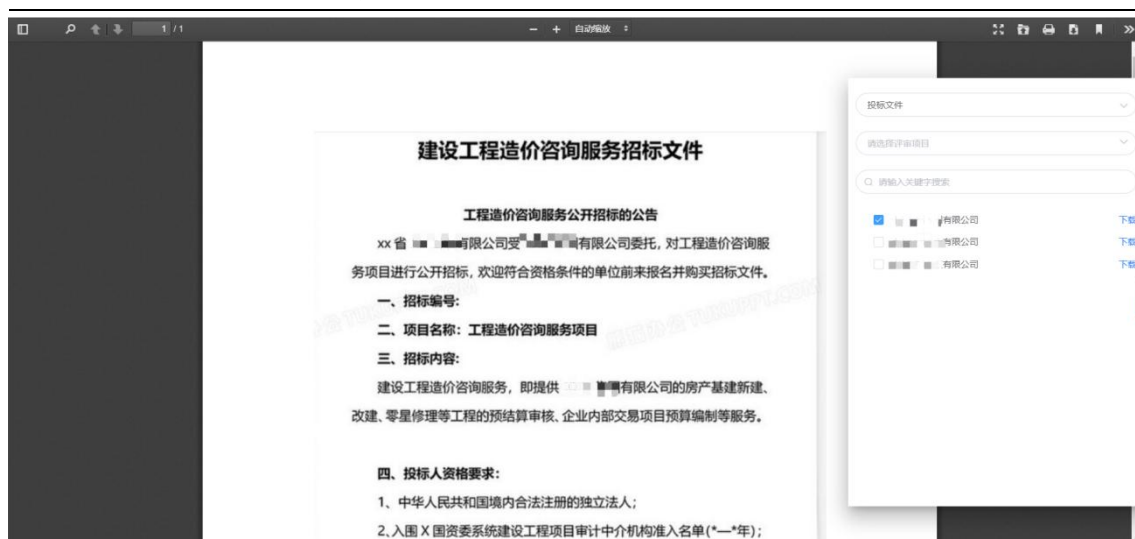 1 / 1
自动缩放
建设工程造价咨询服务招标文件
工程造价咨询服务公开招标的公告
xx 省 有限公司受 有限公司委托，对工程造价咨询服
务项目进行公开招标，欢迎符合资格条件的单位前来报名并购买招标文件。
一、招标编号：
二、项目名称：工程造价咨询服务项目
三、招标内容：
建设工程造价咨询服务，即提供 有限公司的房产基建新建、
改建、零星修理等工程的预结算审核、企业内部交易项目预算编制等服务。
四、投标人资格要求：
1、中华人民共和国境内合法注册的独立法人；
2、入围 X 国资委系统建设工程项目审计中介机构准入名单(*—*年)；
投标文件
请选择评审项目
请输入关键字搜索
有限公司 下载
有限公司 下载
有限公司 下载